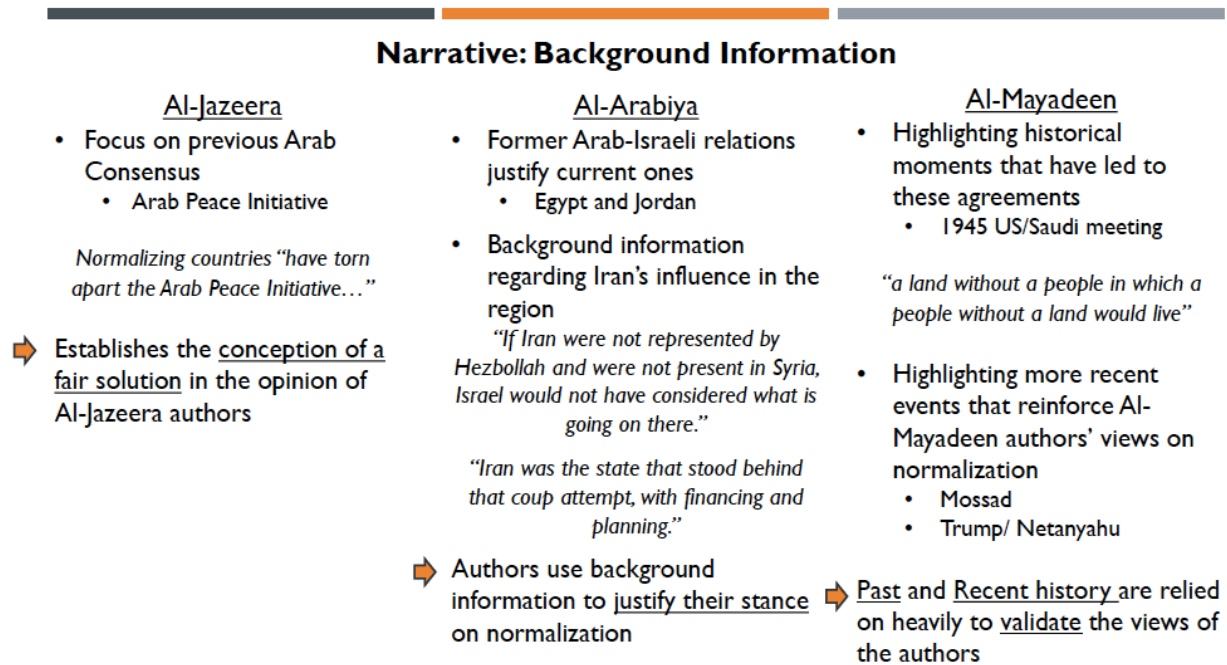 Narrative: Background Information
Al-Jazeera
• Focus on previous Arab
Consensus
• Arab Peace Initiative
Normalizing countries “have torn
apart the Arab Peace Initiative…”
Establishes the conception of a
fair solution in the opinion of
Al-Jazeera authors
Al-Arabiya
• Former Arab-Israeli relations
justify current ones
• Egypt and Jordan
• Background information
regarding Iran’s influence in the
region
“If Iran were not represented by
Hezbollah and were not present in Syria,
Israel would not have considered what is
going on there.”
“Iran was the state that stood behind
that coup attempt, with financing and
planning.”
Authors use background
information to justify their stance
on normalization
Al-Mayadeen
• Highlighting historical
moments that have led to
these agreements
• 1945 US/Saudi meeting
“a land without a people in which a
people without a land would live”
• Highlighting more recent
events that reinforce Al-
Mayadeen authors’ views on
normalization
• Mossad
• Trump/ Netanyahu
Past and Recent history are relied
on heavily to validate the views of
the authors